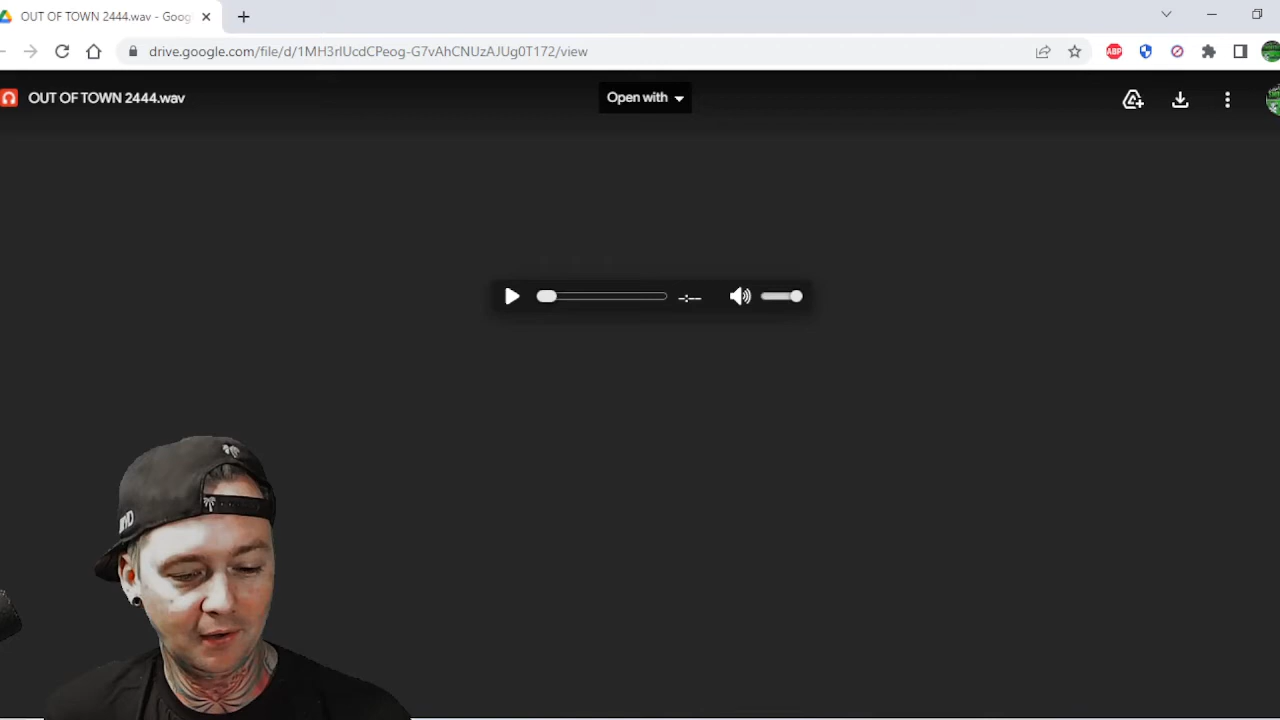 OUT OF TOWN 2444.wav - Goog
drive.google.com/file/d/1MH3rlUcdCPeog-G7vAhCNUzAJUg0T172/view
ABP
OUT OF TOWN 2444.wav
Open with
-:--